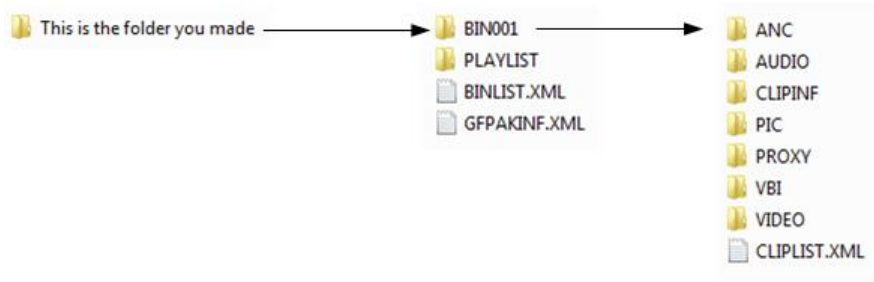 This is the folder you made
BIN001
PLAYLIST
BINLIST.XML
GFPAKINF.XML
ANC
AUDIO
CLIPINF
PIC
PROXY
VBI
VIDEO
CLIPLIST.XML